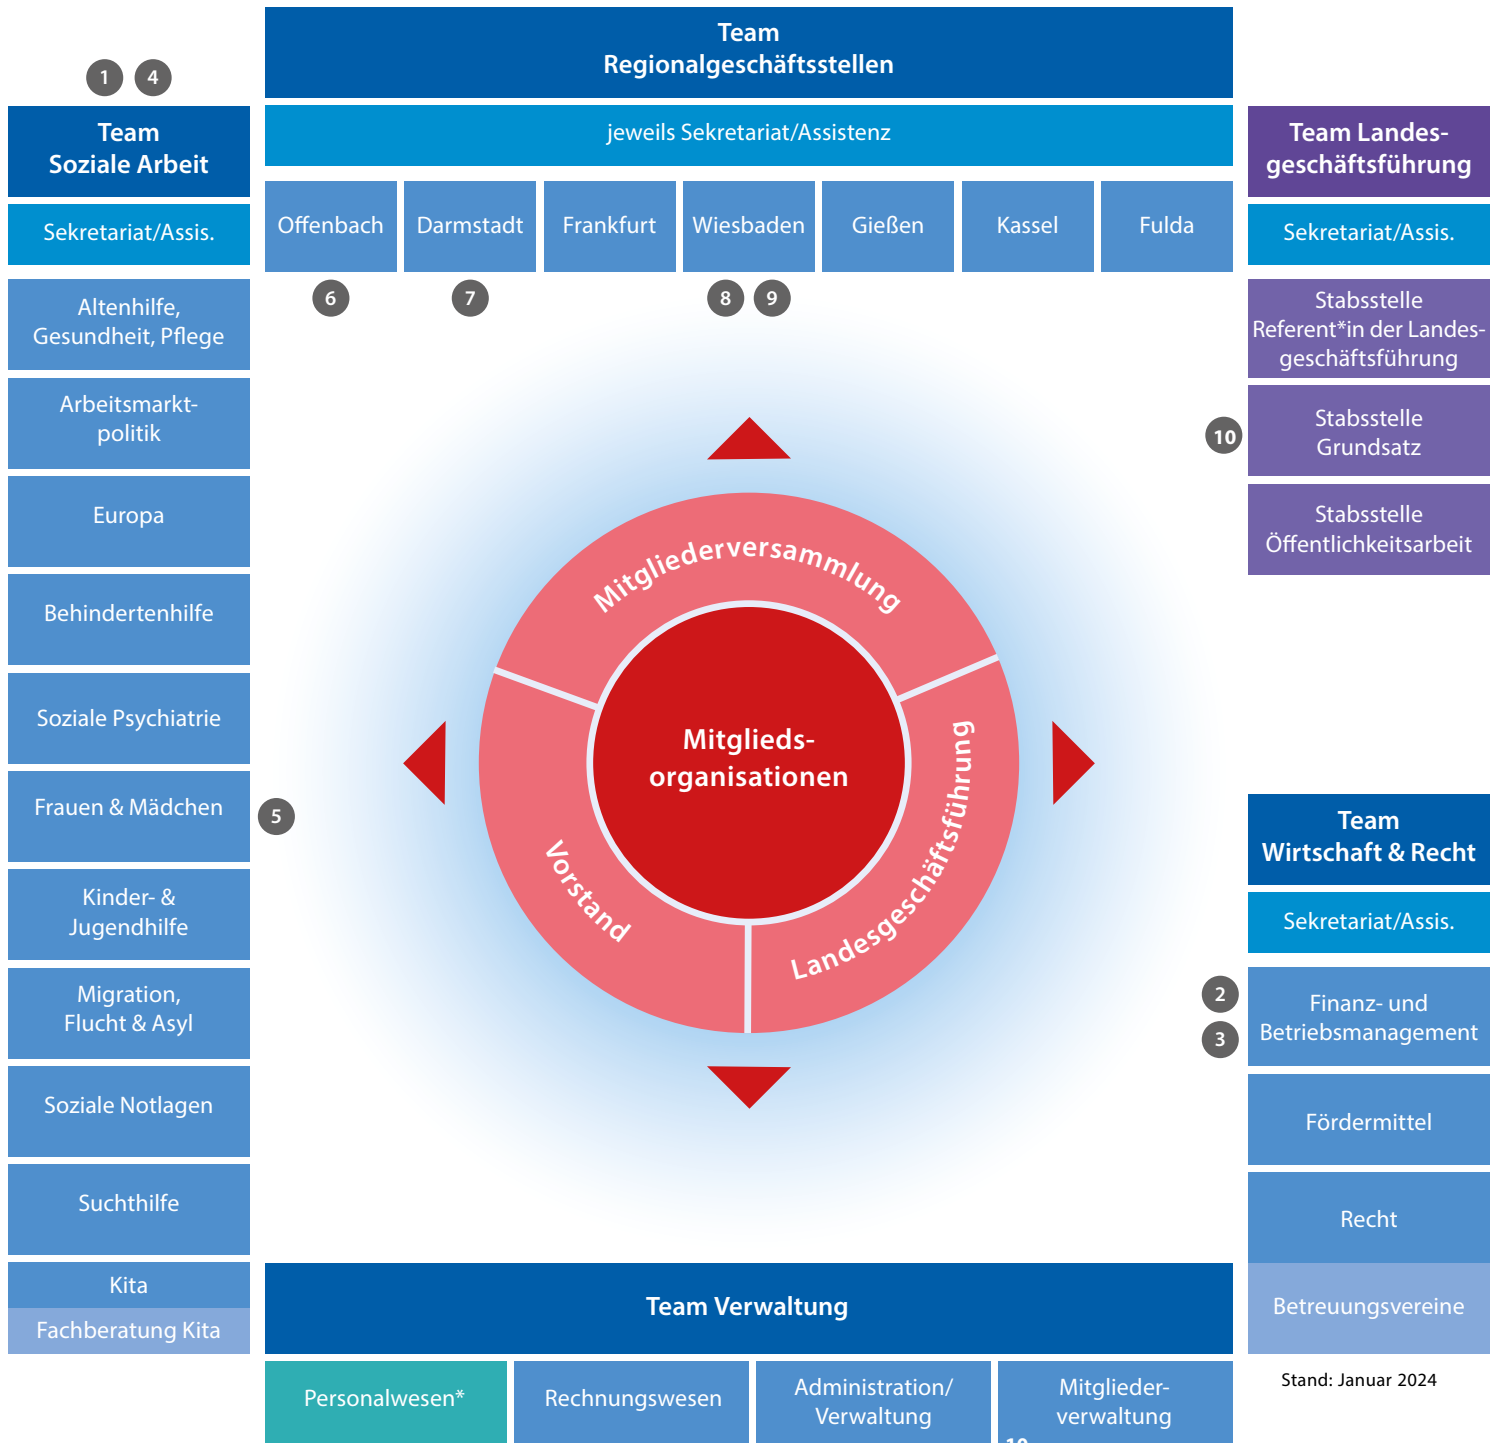 Team
Regionalgeschäftsstellen
jeweils Sekretariat/Assistenz
Offenbach
Darmstadt
Frankfurt
Wiesbaden
Gießen
Kassel
Fulda
6
7
8
9
1
4
Team
Soziale Arbeit
Sekretariat/Assis.
Altenhilfe,
Gesundheit, Pflege
Arbeitsmarkt-
politik
Europa
Behindertenhilfe
Soziale Psychiatrie
Frauen & Mädchen
5
Kinder- &
Jugendhilfe
Migration,
Flucht & Asyl
Soziale Notlagen
Suchthilfe
Kita
Fachberatung Kita
Mitgliederversammlung
Mitglieds-
organisationen
Vorstand
Landesgeschäftsführung
Team Landes-
geschäftsführung
Sekretariat/Assis.
Stabsstelle
Referent*in der Landes-
geschäftsführung
10
Stabsstelle
Grundsatz
Stabsstelle
Öffentlichkeitsarbeit
Team
Wirtschaft & Recht
Sekretariat/Assis.
2
3
Finanz- und
Betriebsmanagement
Fördermittel
Recht
Betreuungsvereine
Stand: Januar 2024
Team Verwaltung
Personalwesen*
Rechnungswesen
Administration/
Verwaltung
Mitglieder-
verwaltung